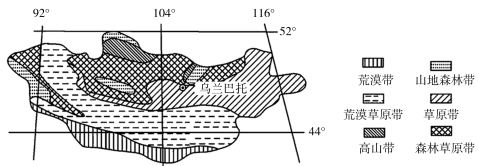 92° 104° 116°
52°
乌兰巴托
44°
荒漠带 山地森林带
荒漠草原带 草原带
高山带 森林草原带